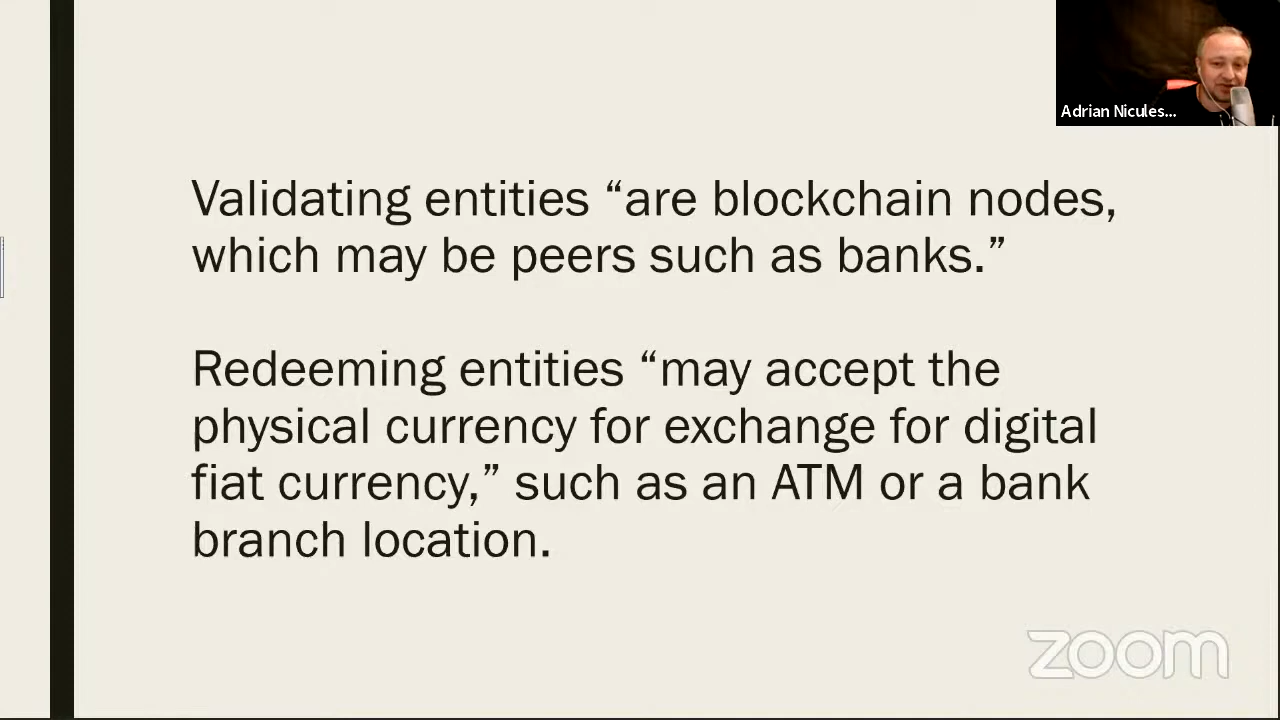 Adrian Nicules...
Validating entities “are blockchain nodes,
which may be peers such as banks.”
Redeeming entities “may accept the
physical currency for exchange for digital
fiat currency,” such as an ATM or a bank
branch location.
zoom